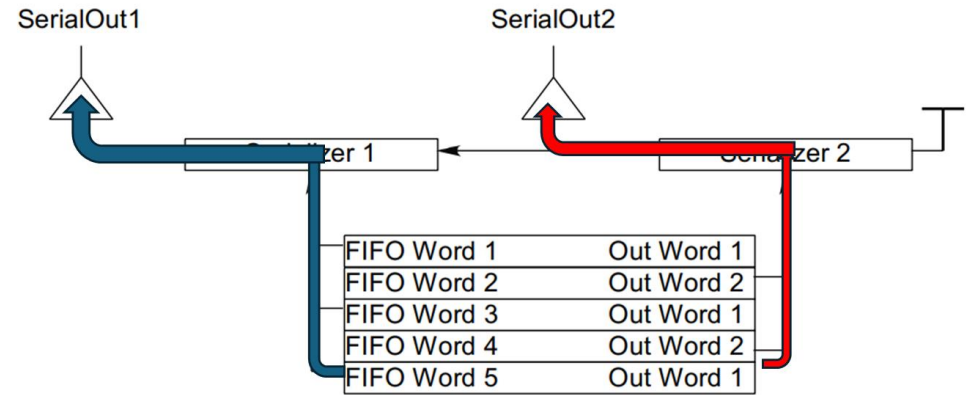 SerialOut1 SerialOut2
zer 1 zer 2
FIFO Word 1 Out Word 1
FIFO Word 2 Out Word 2
FIFO Word 3 Out Word 1
FIFO Word 4 Out Word 2
FIFO Word 5 Out Word 1